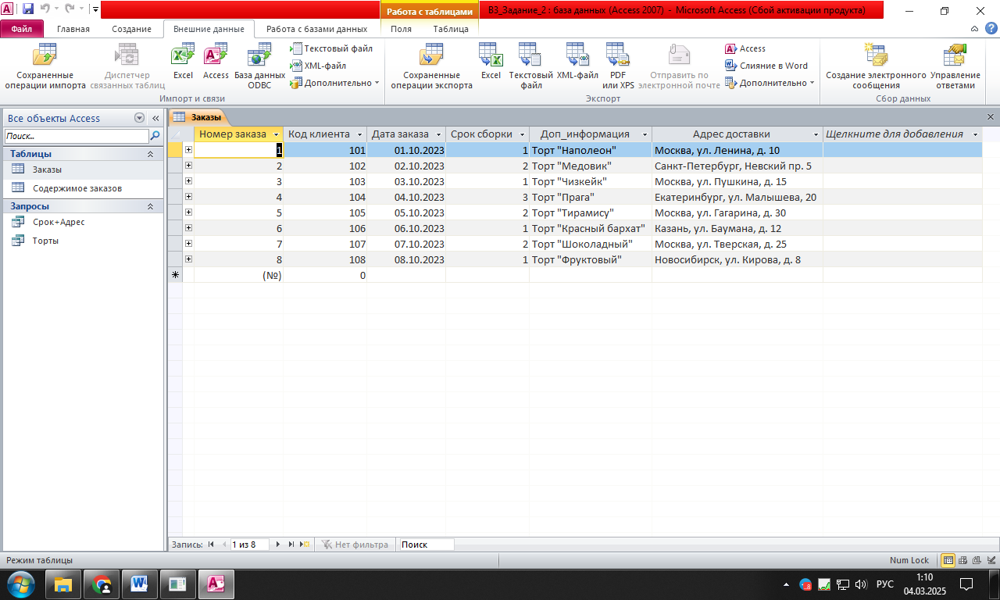 Работа с таблицами
ВЗ_Задание_2 : база данных (Access 2007) - Microsoft Access (Сбой активации продукта)
Файл Главная Создание Внешние данные Работа с базами данных Поля Таблица
Сохраненные операции импорта
Диспетчер связанных таблиц
Excel
Access
База данных ODBC
Текстовый файл
XML-файл
Дополнительно
Импорт и связи
Сохраненные операции экспорта
Excel
Текстовый файл
XML-файл
PDF или XPS
Отправить по электронной почте
Access
Слияние в Word
Дополнительно
Экспорт
Создание электронного сообщения
Управление ответами
Сбор данных
Все объекты Access
Поиск...
Таблицы
Заказы
Содержимое заказов
Запросы
Срок+Адрес
Торты
Заказы
Номер заказа Код клиента Дата заказа Срок сборки Доп_информация Адрес доставки Щелкните для добавления
1 101 01.10.2023 1 Торт "Наполеон" Москва, ул. Ленина, д. 10
2 102 02.10.2023 2 Торт "Медовик" Санкт-Петербург, Невский пр. 5
3 103 03.10.2023 1 Торт "Чизкейк" Москва, ул. Пушкина, д. 15
4 104 04.10.2023 3 Торт "Прага" Екатеринбург, ул. Малышева, 20
5 105 05.10.2023 2 Торт "Тирамису" Москва, ул. Гагарина, д. 30
6 106 06.10.2023 1 Торт "Красный бархат" Казань, ул. Баумана, д. 12
7 107 07.10.2023 2 Торт "Шоколадный" Москва, ул. Тверская, д. 25
8 108 08.10.2023 1 Торт "Фруктовый" Новосибирск, ул. Кирова, д. 8
(№) 0
Запись: 1 из 8 Нет фильтра Поиск
Режим таблицы Num Lock
РУС
1:10
04.03.2025